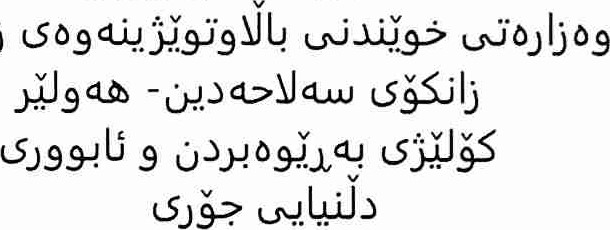 وەزارەتی خوێندنی باڵاوتوێژینەوەی
زانکۆی سەلاحەدین- هەولێر
کۆلێژی بەڕێوەبردن و ئابووری
دڵنیایی جۆری